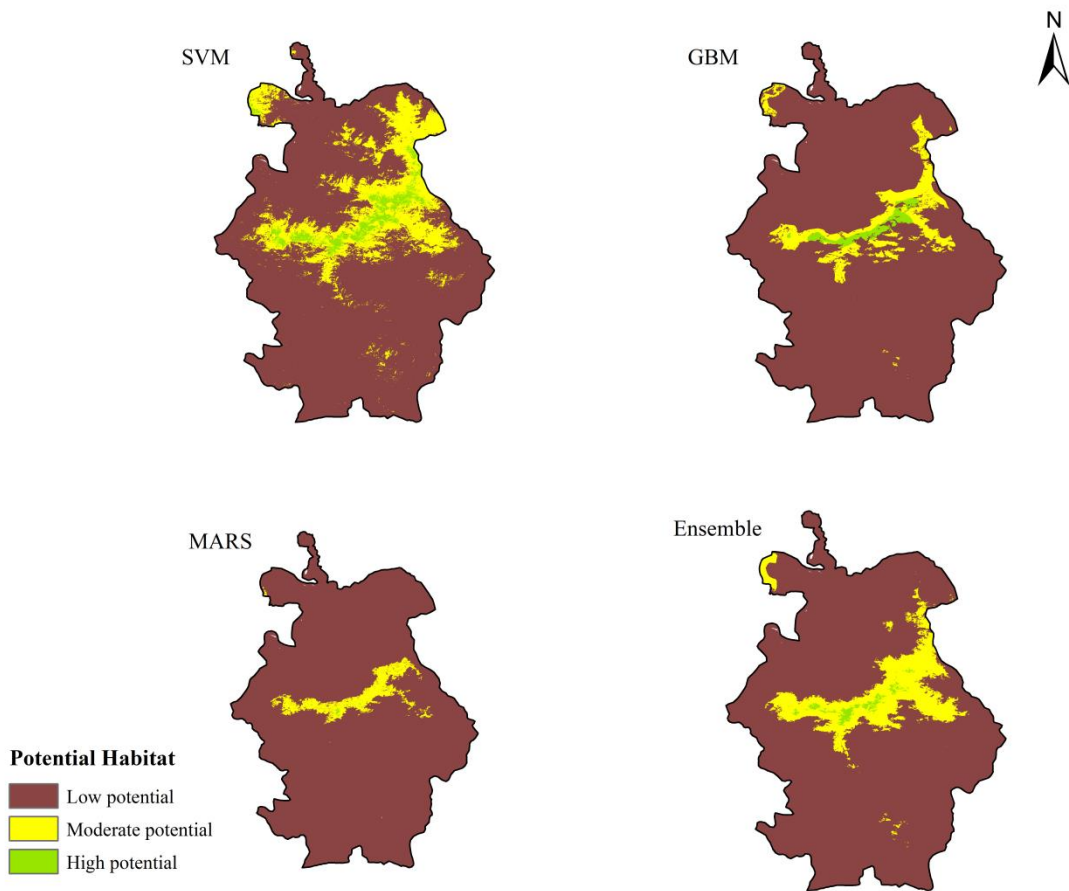 N
SVM
GBM
MARS
Ensemble
Potential Habitat
Low potential
Moderate potential
High potential